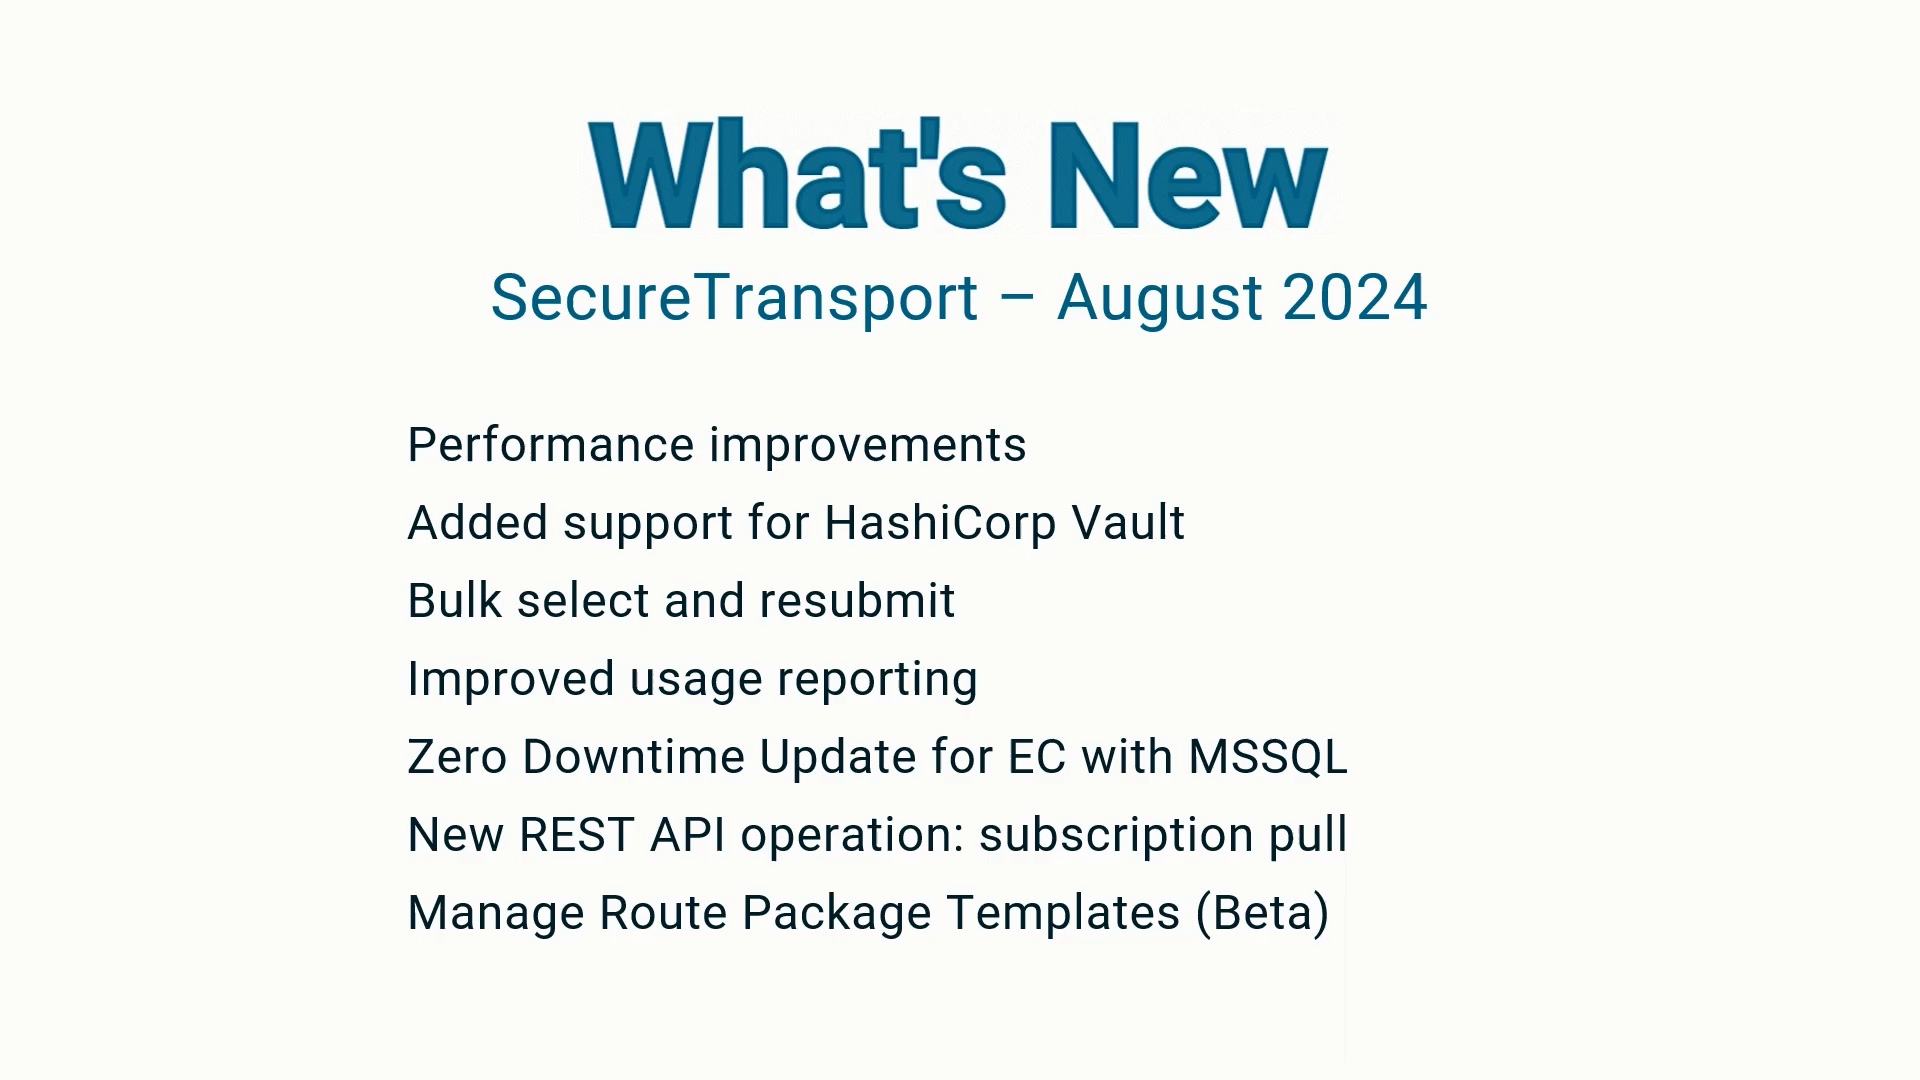 What's New
SecureTransport – August 2024
Performance improvements
Added support for HashiCorp Vault
Bulk select and resubmit
Improved usage reporting
Zero Downtime Update for EC with MSSQL
New REST API operation: subscription pull
Manage Route Package Templates (Beta)